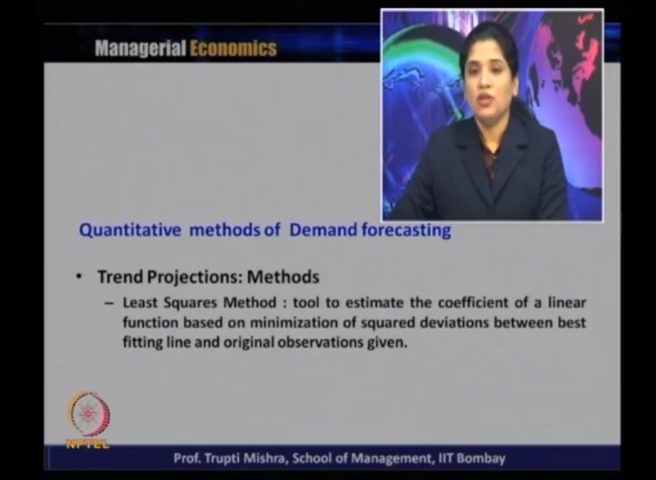 Managerial Economics
Quantitative methods of Demand forecasting
• Trend Projections: Methods
– Least Squares Method : tool to estimate the coefficient of a linear
function based on minimization of squared deviations between best
fitting line and original observations given.
NPTEL
Prof. Trupti Mishra, School of Management, IIT Bombay